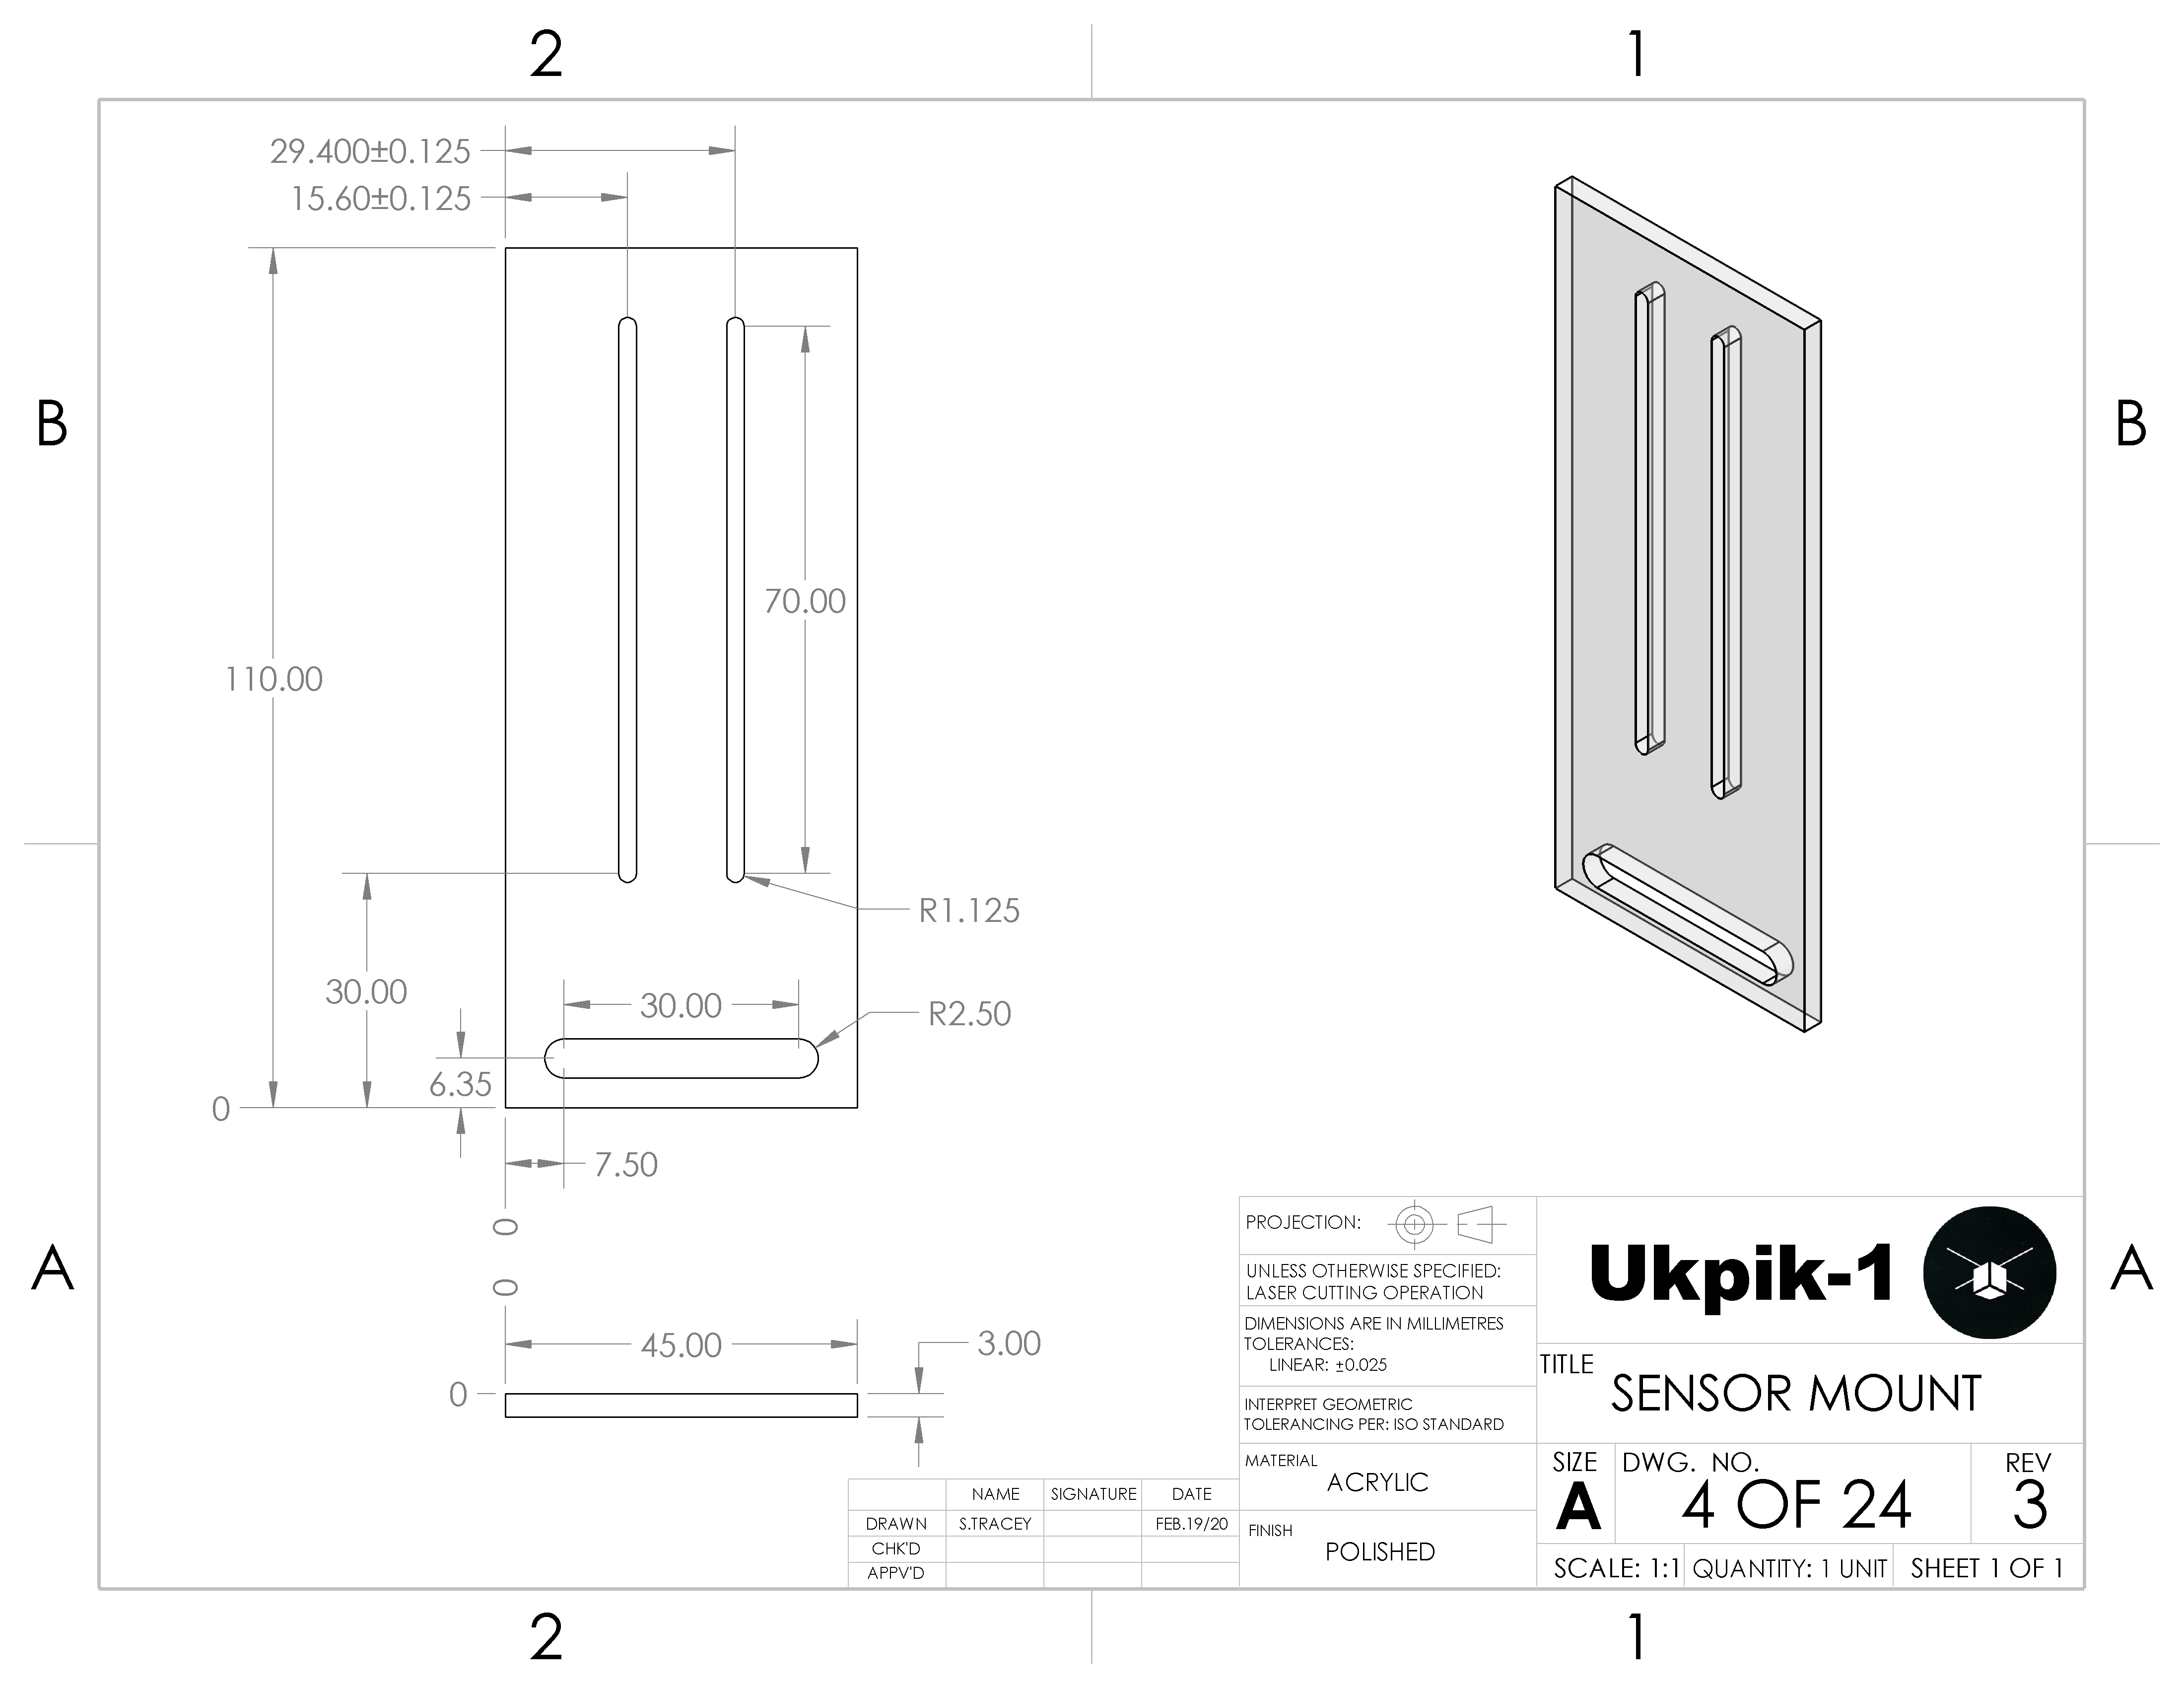 2
1
29.400±0.125
15.60±0.125
B
B
70.00
110.00
R1.125
30.00
30.00
R2.50
6.35
0
7.50
0
0
45.00
3.00
0
A
A
PROJECTION:
UNLESS OTHERWISE SPECIFIED:
LASER CUTTING OPERATION
DIMENSIONS ARE IN MILLIMETRES
TOLERANCES:
LINEAR: ±0.025
INTERPRET GEOMETRIC
TOLERANCING PER: ISO STANDARD
MATERIAL
ACRYLIC
FINISH
POLISHED
Ukpik-1
TITLE
SENSOR MOUNT
SIZE
A
DWG. NO.
4 OF 24
REV
3
SCALE: 1:1
QUANTITY: 1 UNIT
SHEET 1 OF 1
NAME SIGNATURE DATE
DRAWN S.TRACEY FEB.19/20
CHK'D
APPV'D
2
1